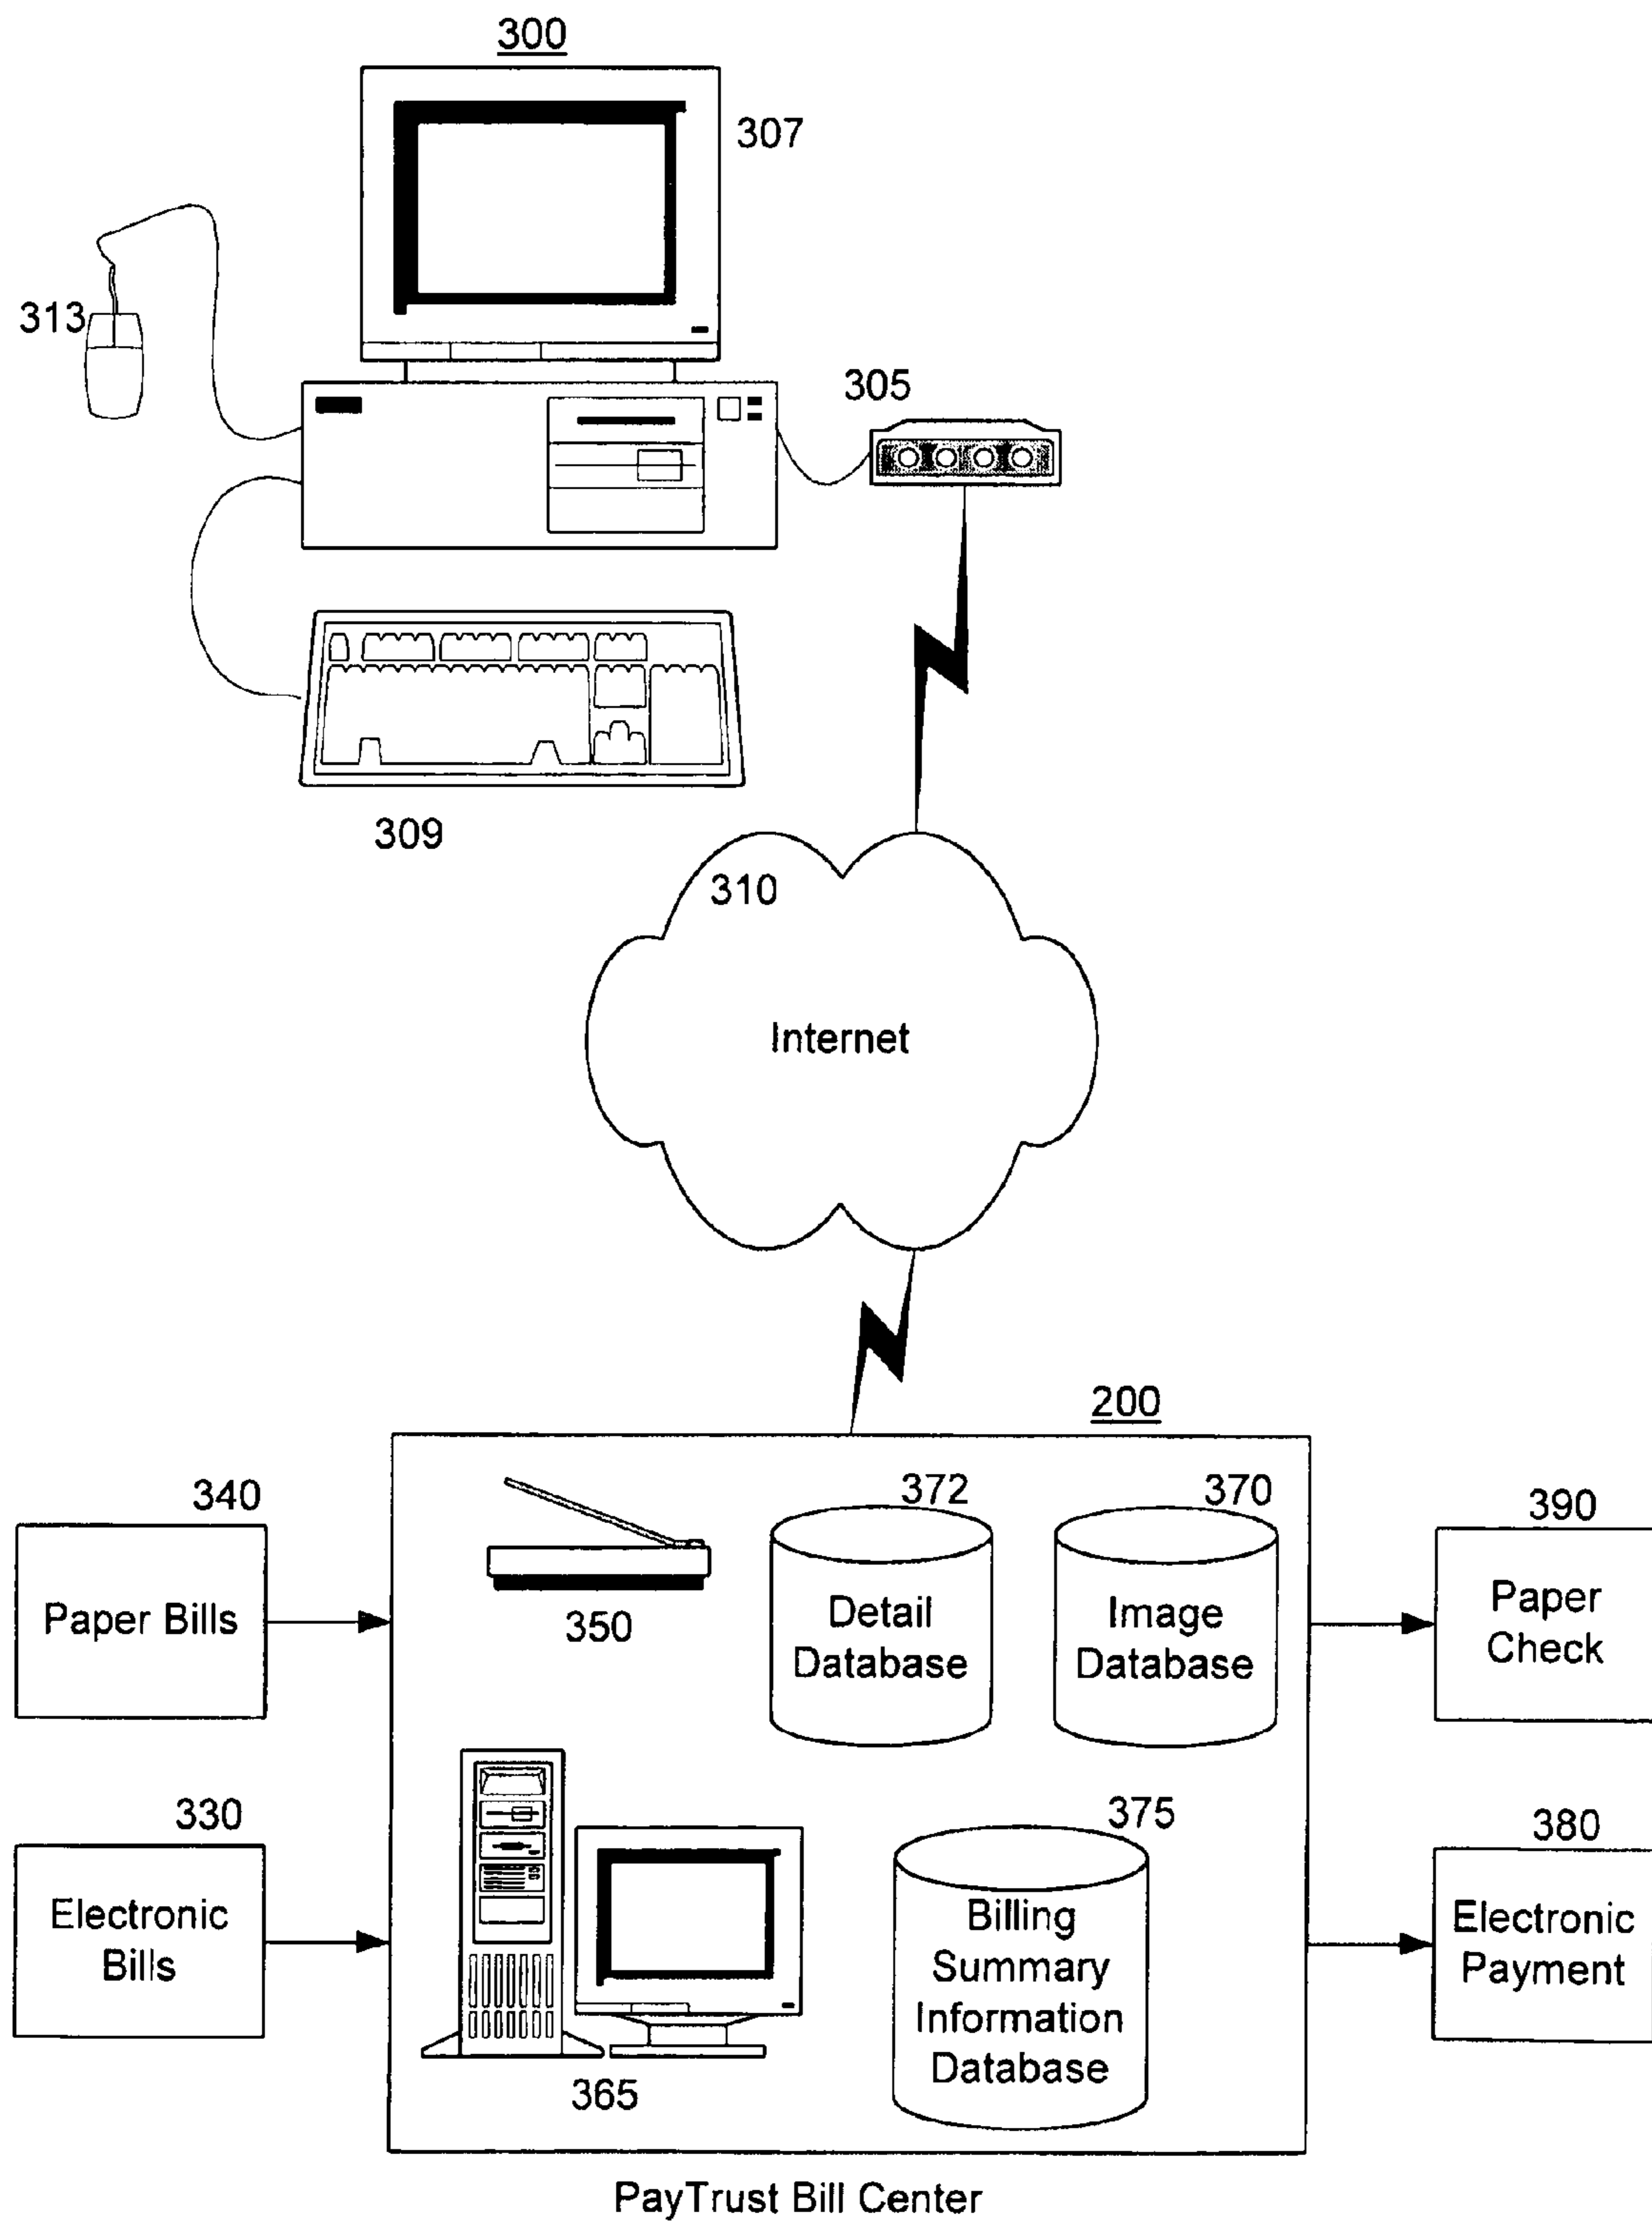 300
307
313
305
309
310
Internet
200
340
372
370
390
Paper Bills
350
Detail
Database
Image
Database
Paper
Check
330
375
380
Electronic
Bills
Billing
Summary
Information
Database
Electronic
Payment
365
PayTrust Bill Center